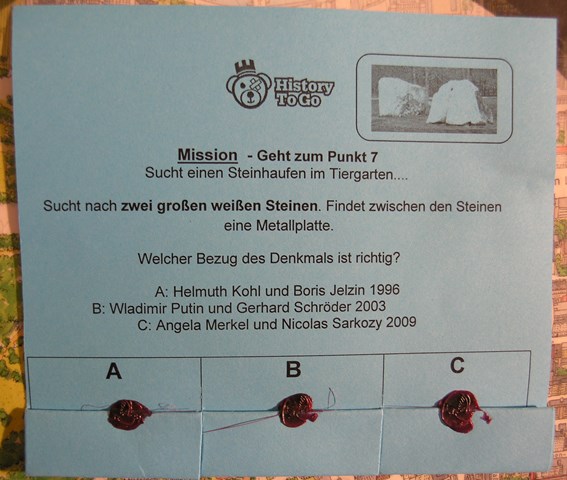 History
To Go
Mission - Geht zum Punkt 7
Sucht einen Steinhaufen im Tiergarten....
Sucht nach zwei großen weißen Steinen. Findet zwischen den Steinen
eine Metallplatte.
Welcher Bezug des Denkmals ist richtig?
A: Helmuth Kohl und Boris Jelzin 1996
B: Wladimir Putin und Gerhard Schröder 2003
C: Angela Merkel und Nicolas Sarkozy 2009
A B C